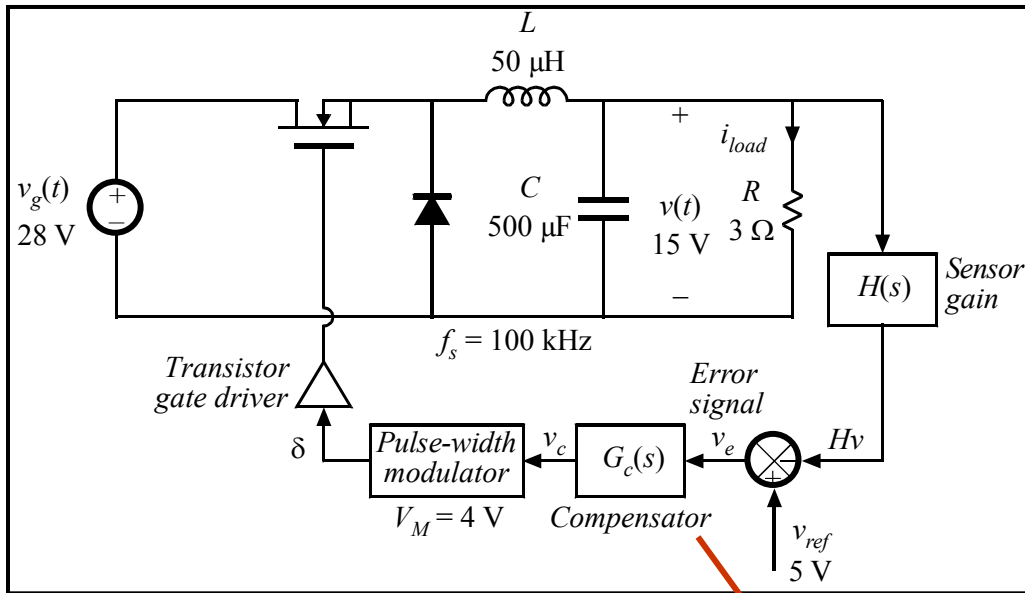 L
50 μH
+
i_load
v_g(t)
28 V
+
–
C
500 μF
v(t)
15 V
R
3 Ω
–
H(s)
Sensor
gain
f_s = 100 kHz
Transistor
gate driver
Error
signal
δ
Pulse-width
modulator
v_c
G_c(s)
v_e
Hv
–
+
V_M = 4 V
Compensator
v_ref
5 V